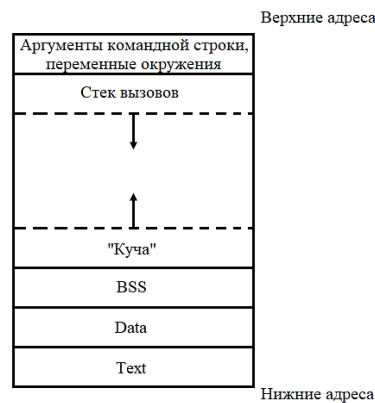 Верхние адреса
Аргументы командной строки,
переменные окружения
Стек вызовов
"Куча"
BSS
Data
Text
Нижние адреса